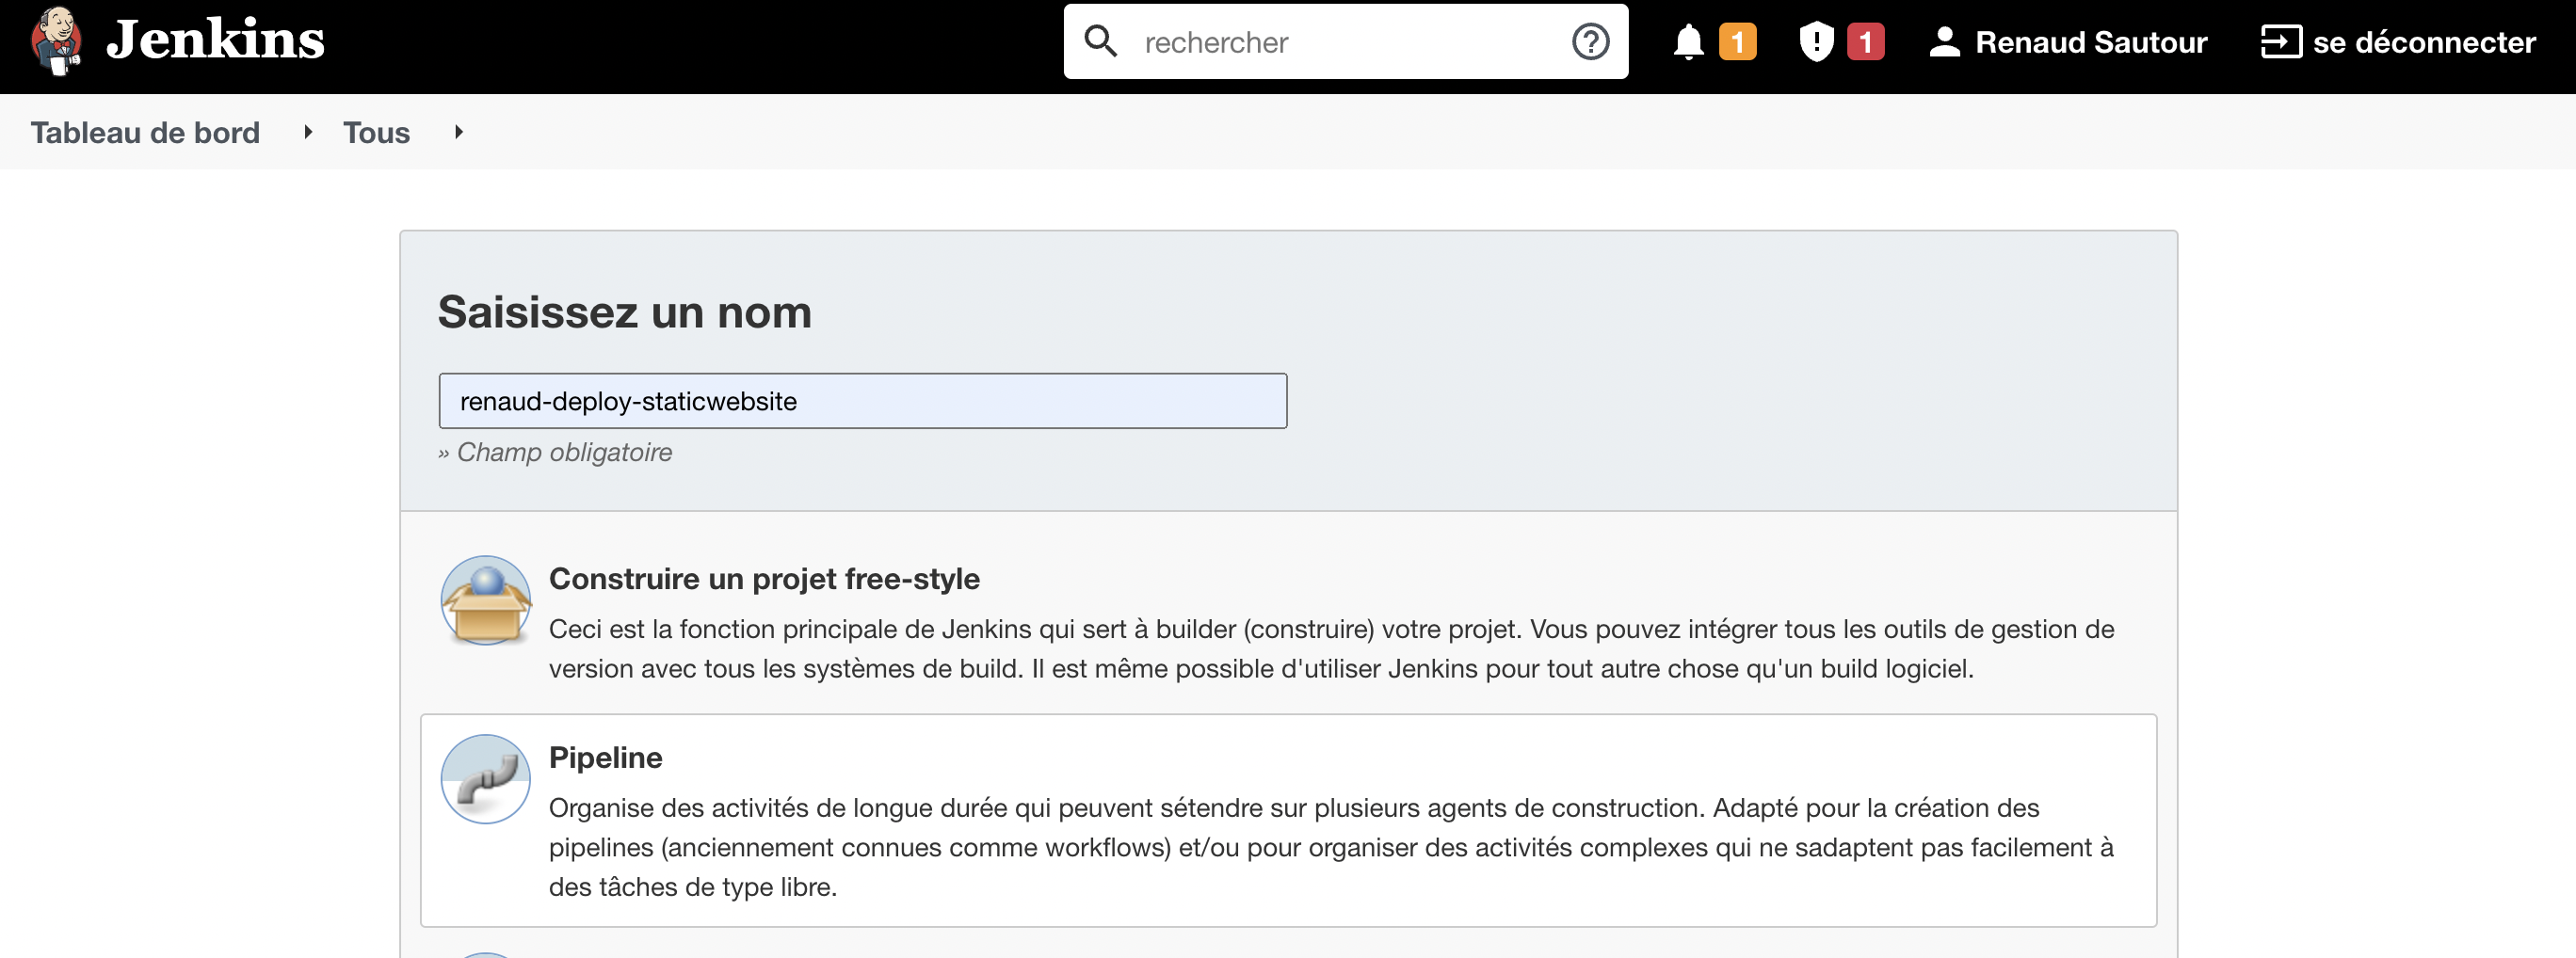 Jenkins
rechercher
1
1
Renaud Sautour
se déconnecter
Tableau de bord
Tous
Saisissez un nom
renaud-deploy-staticwebsite
» Champ obligatoire
Construire un projet free-style
Ceci est la fonction principale de Jenkins qui sert à builder (construire) votre projet. Vous pouvez intégrer tous les outils de gestion de
version avec tous les systèmes de build. Il est même possible d'utiliser Jenkins pour tout autre chose qu'un build logiciel.
Pipeline
Organise des activités de longue durée qui peuvent sétendre sur plusieurs agents de construction. Adapté pour la création des
pipelines (anciennement connues comme workflows) et/ou pour organiser des activités complexes qui ne sadaptent pas facilement à
des tâches de type libre.